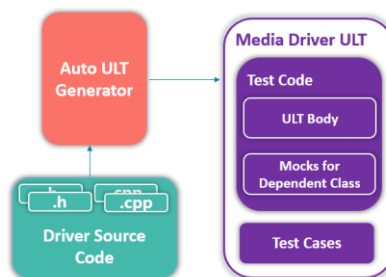 Auto ULT
Generator
.h
.cpp
.h
.cpp
Driver Source
Code
Media Driver ULT
Test Code
ULT Body
Mocks for
Dependent Class
Test Cases